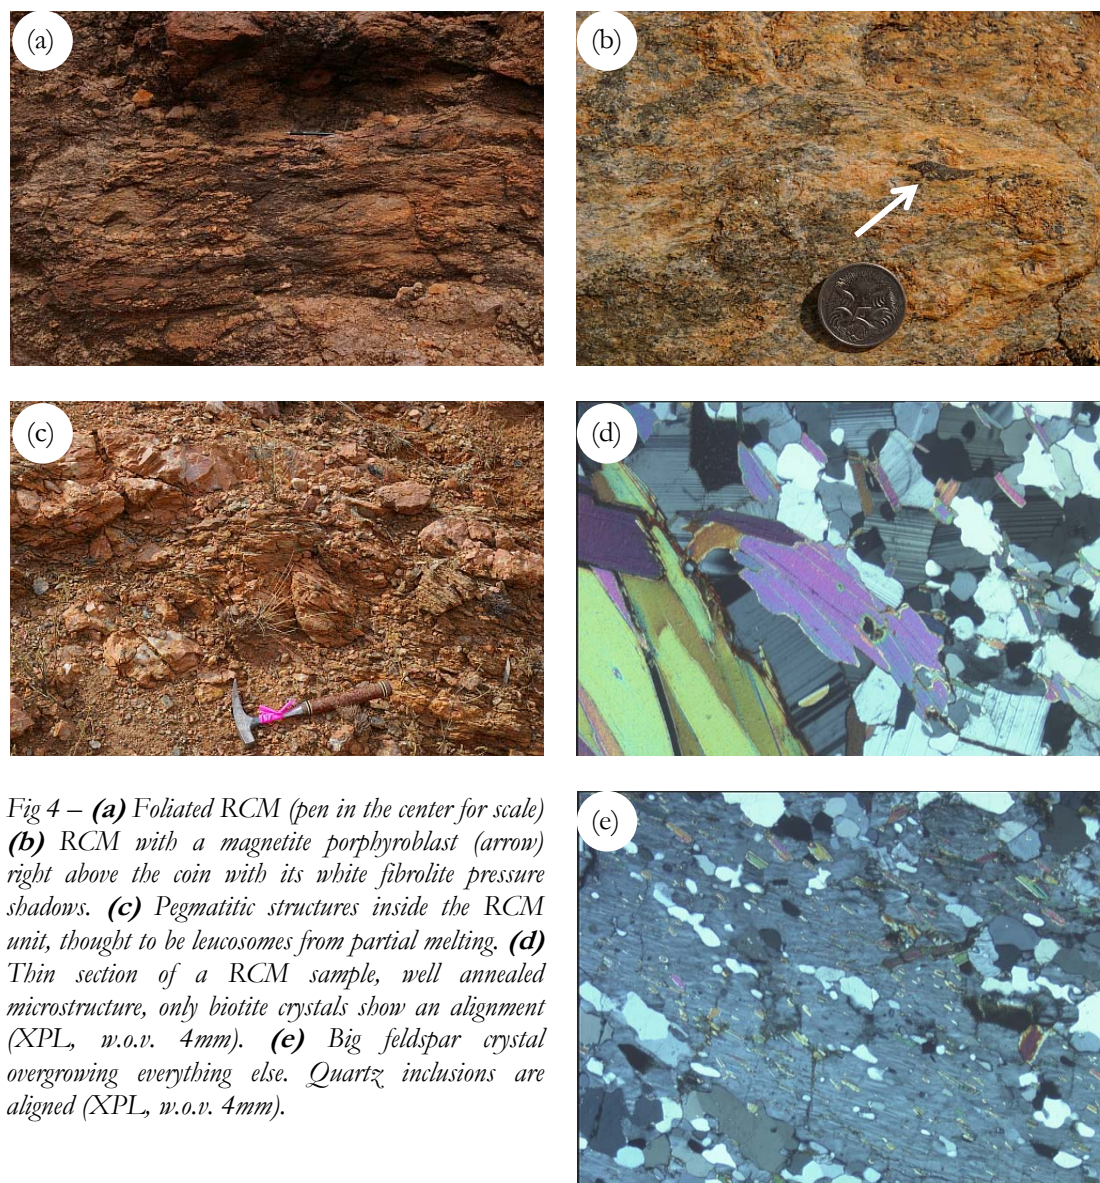 (a)
(b)
(c)
(d)
Fig 4 – (a) Foliated RCM (pen in the center for scale)
(b) RCM with a magnetite porphyroblast (arrow)
right above the coin with its white fibrolite pressure
shadows. (c) Pegmatitic structures inside the RCM
unit, thought to be leucosomes from partial melting. (d)
Thin section of a RCM sample, well annealed
microstructure, only biotite crystals show an alignment
(XPL, w.o.v. 4mm). (e) Big feldspar crystal
overgrowing everything else. Quartz inclusions are
aligned (XPL, w.o.v. 4mm).
(e)